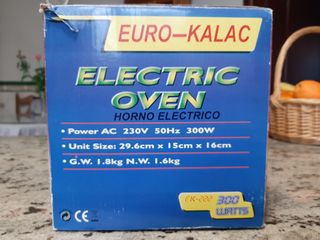 EURO-KALAC
ELECTRIC
OVEN
HORNO ELECTRICO
• Power AC 230V 50Hz 300W
• Unit Size: 29.6cm x 15cm x 16cm
• G.W. 1.8kg N.W. 1.6kg
300
WATTS
CE